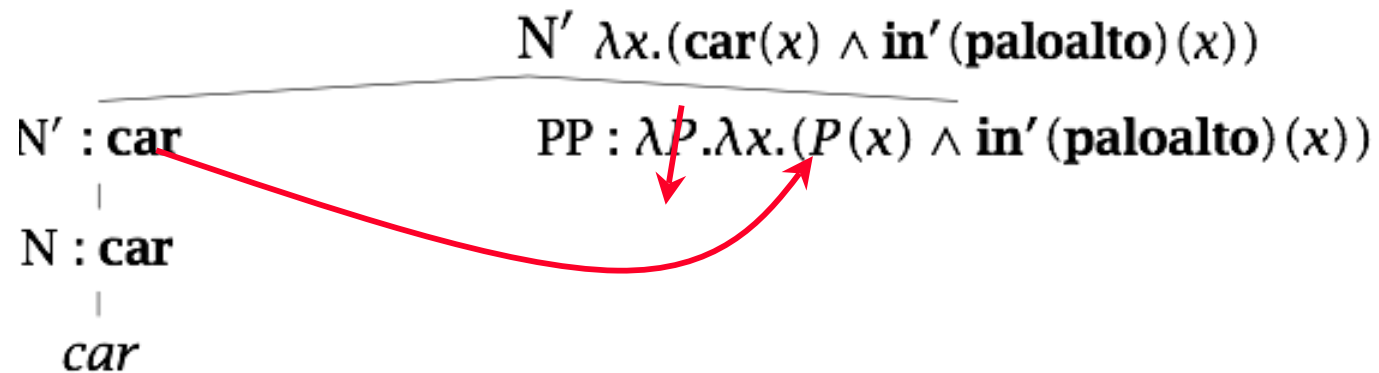 N′ λx.(car(x) ∧ in′(paloalto)(x))
N′ : car PP : λP.λx.(P(x) ∧ in′(paloalto)(x))
N : car
car